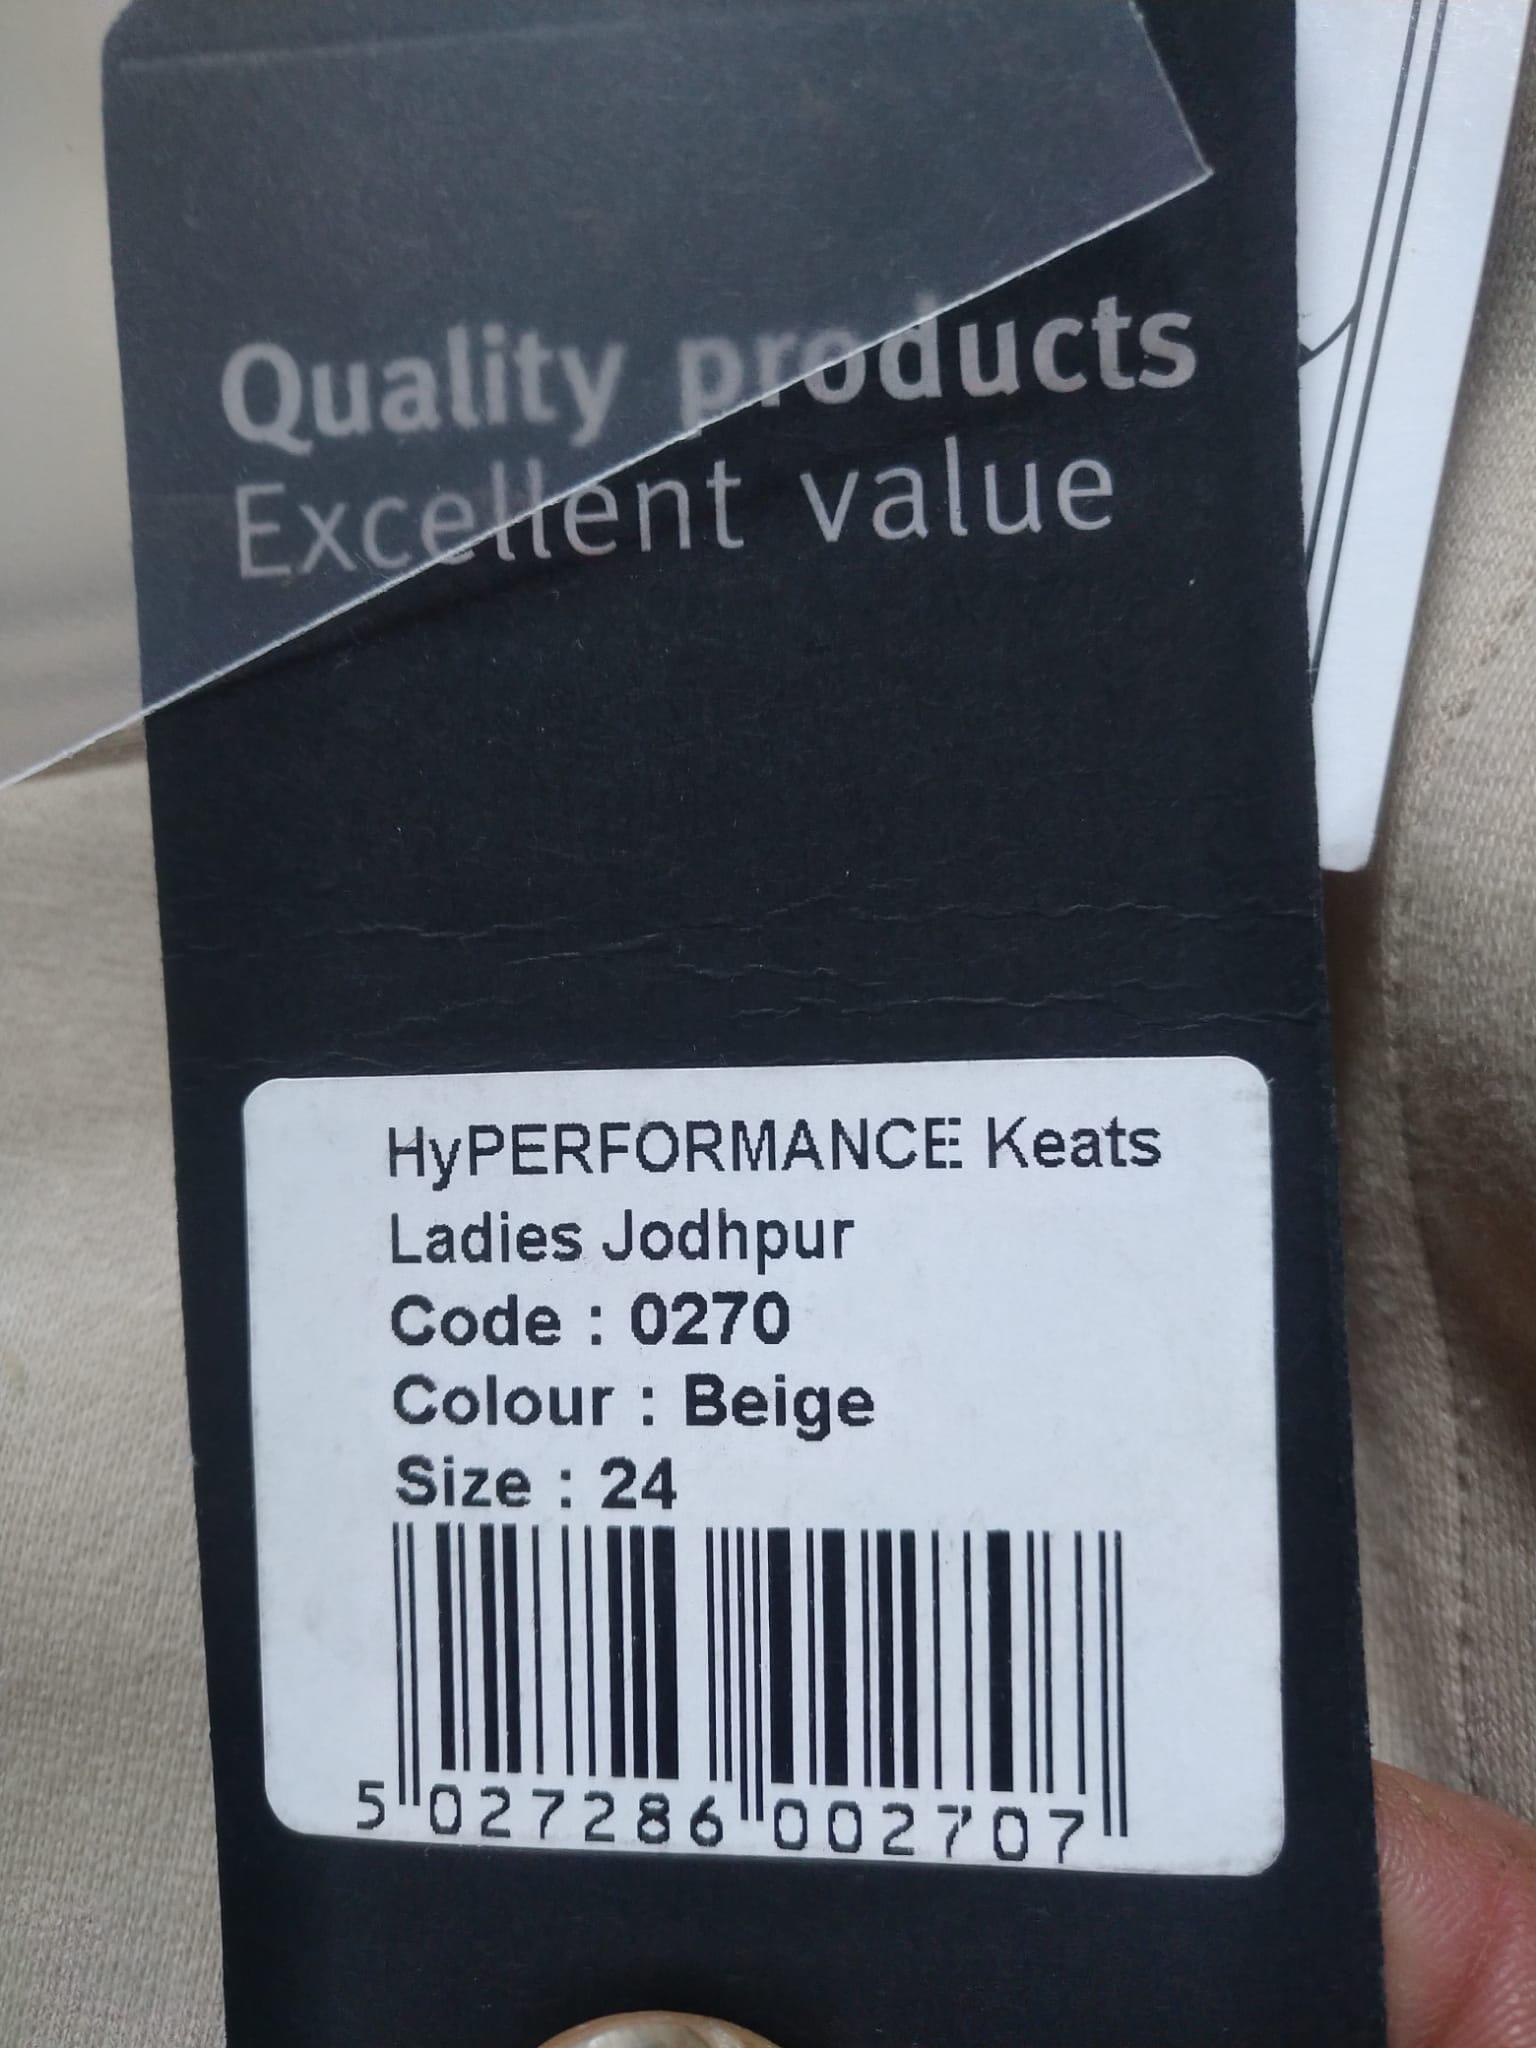 Quality products
Excellent value
HyPERFORMANCE Keats
Ladies Jodhpur
Code : 0270
Colour : Beige
Size : 24
5 027286 002707